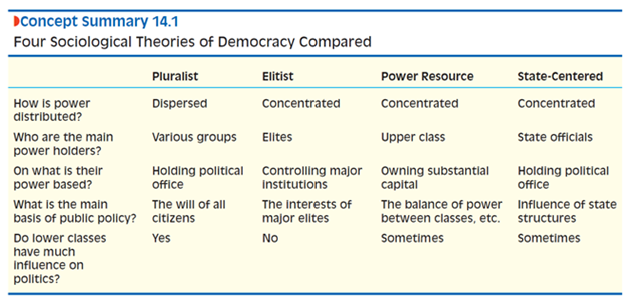 Concept Summary 14.1
Four Sociological Theories of Democracy Compared
Pluralist Elitist Power Resource State-Centered
How is power distributed? Dispersed Concentrated Concentrated Concentrated
Who are the main power holders? Various groups Elites Upper class State officials
On what is their power based? Holding political office Controlling major institutions Owning substantial capital Holding political office
What is the main basis of public policy? The will of all citizens The interests of major elites The balance of power between classes, etc. Influence of state structures
Do lower classes have much influence on politics? Yes No Sometimes Sometimes